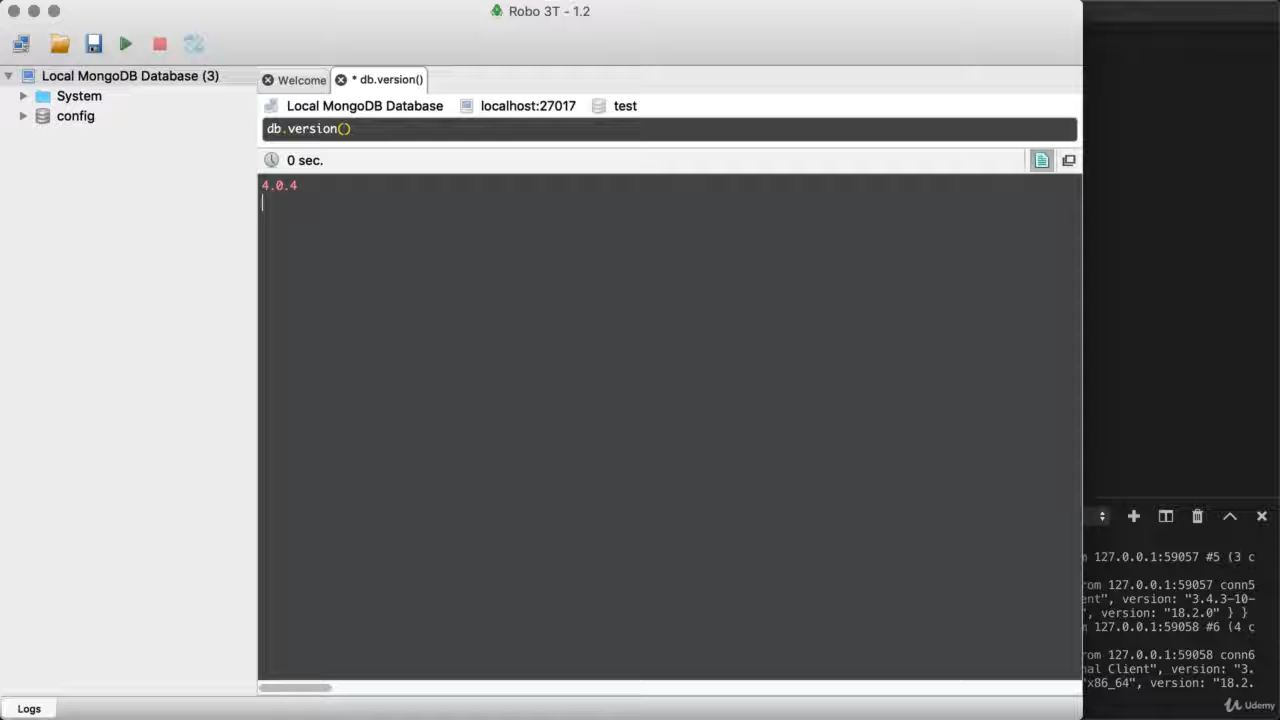 Robo 3T - 1.2
Local MongoDB Database (3)
System
config
Welcome
* db.version()
Local MongoDB Database
localhost:27017
test
db.version()
0 sec.
4.0.4
127.0.0.1:59057 #5 (3 c
om 127.0.0.1:59057 conn5
ent", version: "3.4.3-10-
", version: "18.2.0" } }
127.0.0.1:59058 #6 (4 c
om 127.0.0.1:59058 conn6
nal Client", version: "3.
x86_64", version: "18.2.
Logs
Udemy